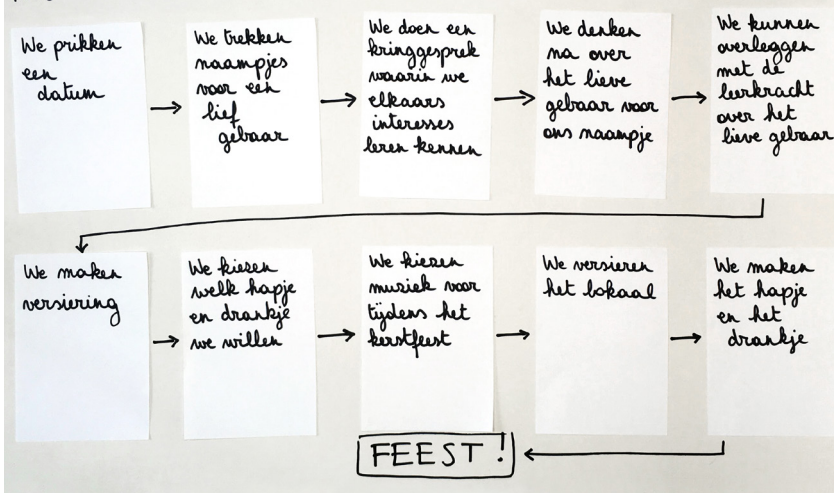 We prikken
een
datum
We trekken
naampjes
voor een
lief
gebaar
We doen een
kringgesprek
waarin we
elkaars
interesses
leren kennen
We denken
na over
het lieve
gebaar voor
ons naampje
We kunnen
overleggen
met de
leerkracht
over het
lieve gebaar
We maken
versiering
We kiezen
welk hapje
en drankje
we willen
We kiezen
muziek voor
tijdens het
kerstfeest
We versieren
het lokaal
We maken
het hapje
en het
drankje
FEEST!